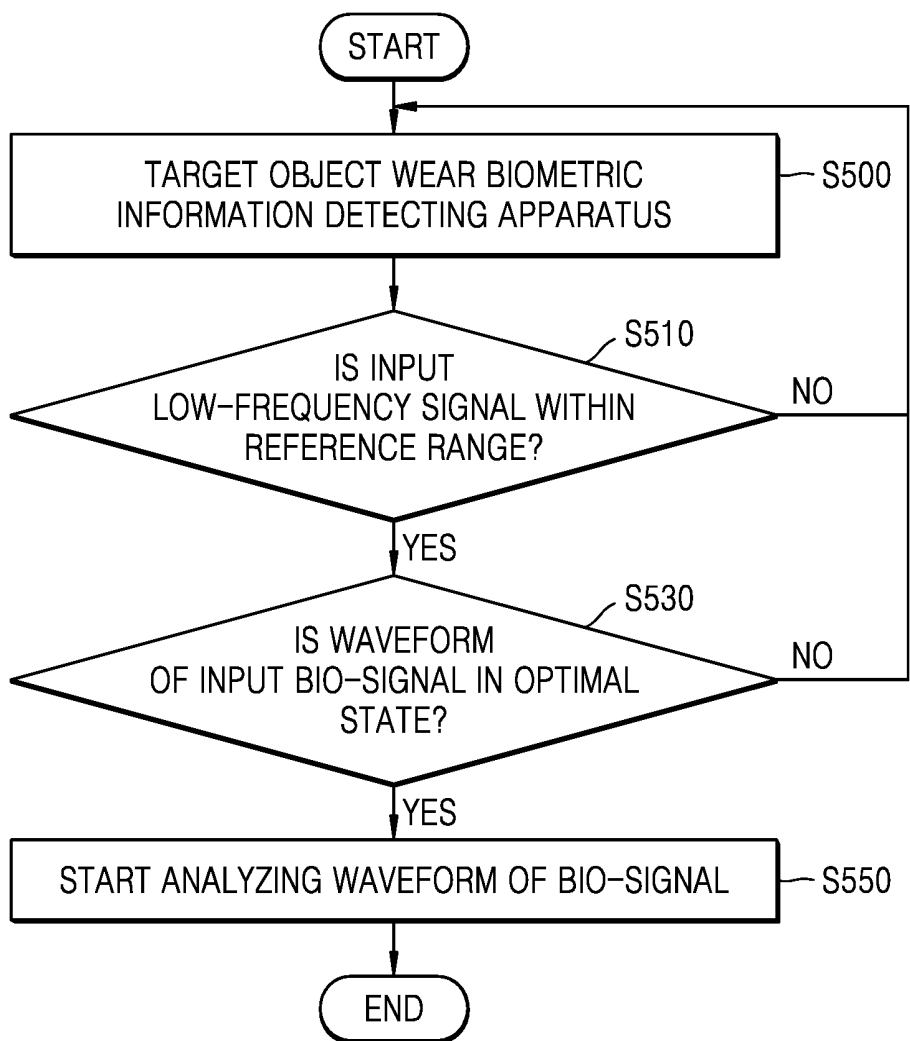 START
TARGET OBJECT WEAR BIOMETRIC
INFORMATION DETECTING APPARATUS
S500
S510
IS INPUT
LOW-FREQUENCY SIGNAL WITHIN
REFERENCE RANGE?
NO
YES
S530
IS WAVEFORM
OF INPUT BIO-SIGNAL IN OPTIMAL
STATE?
NO
YES
START ANALYZING WAVEFORM OF BIO-SIGNAL
S550
END